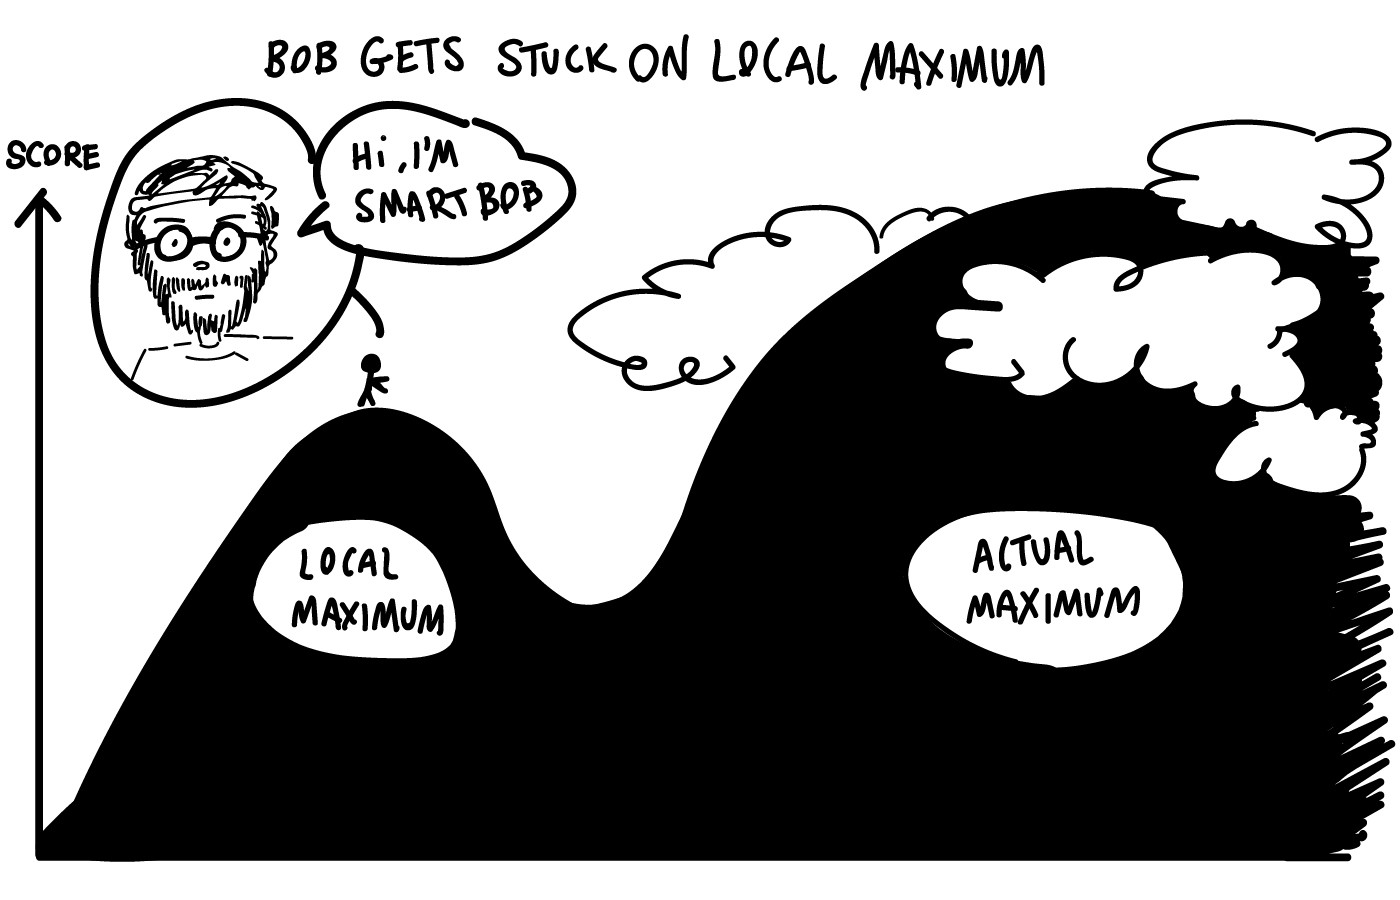 BOB GETS STUCK ON LOCAL MAXIMUM
SCORE
Hi, I'M
SMART BOB
LOCAL
MAXIMUM
ACTUAL
MAXIMUM